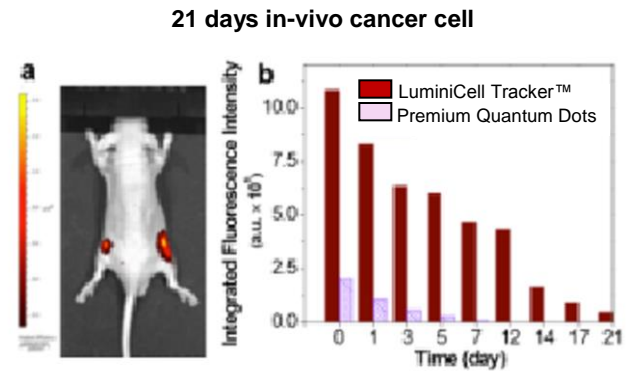 21 days in-vivo cancer cell
a
b
LuminiCell Tracker™
Premium Quantum Dots
Integrated Fluorescence Intensity
(a.u. ×
10.0
7.5
5.0
2.5
0.0
0 1 3 5 7 12 14 17 21
Time (day)